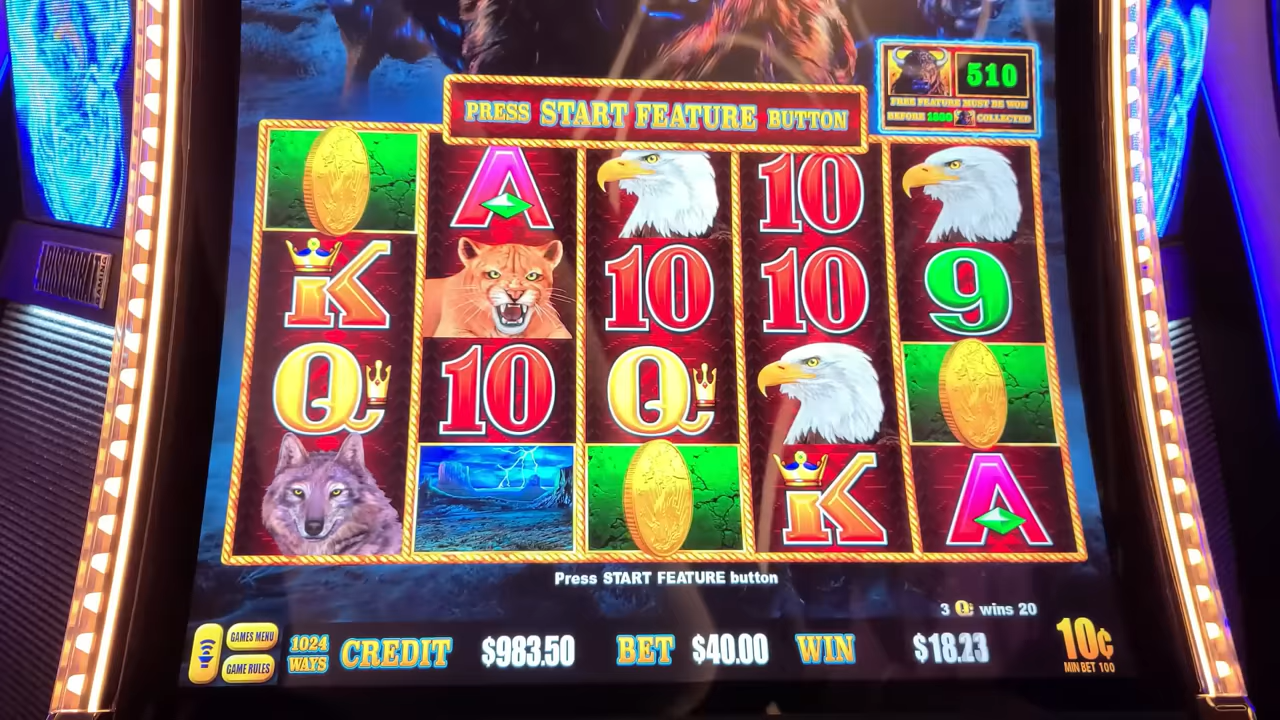 510
FREE FEATURE MUST BE WON
BEFORE 1800 COLLECTED
PRESS START FEATURE BUTTON
A
10
K
10
10
9
Q
10
Q
K
A
Press START FEATURE button
3 Q wins 20
GAMES MENU
GAME RULES
1024
WAYS
CREDIT $983.50 BET $40.00 WIN $18.23
10¢
MIN BET 100